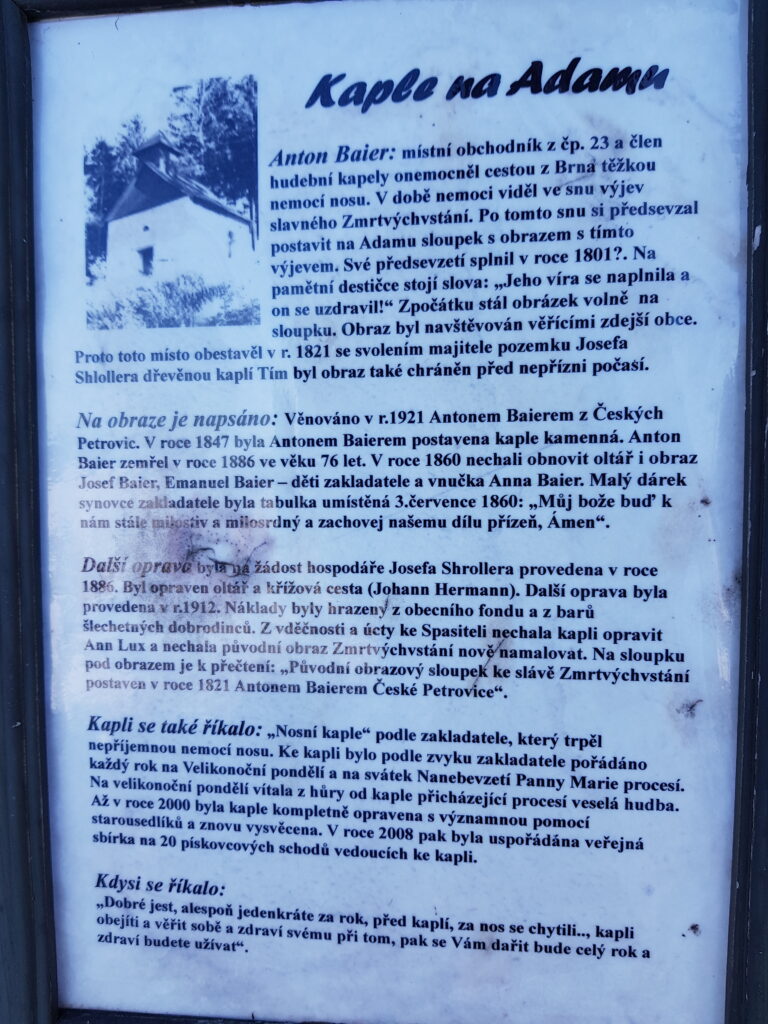 Kaple na Adamu
Anton Baier: místní obchodník z čp. 23 a člen
hudební kapely onemocněl cestou z Brna těžkou
nemocí nosu. V době nemoci viděl ve snu výjev
slavného Zmrtvýchvstání. Po tomto snu si předsevzal
postavit na Adamu sloupek s obrazem s tímto
výjevem. Své předsevzetí splnil v roce 1801?. Na
pamětní destičce stojí slova: „Jeho víra se naplnila a
on se uzdravil!“ Zpočátku stál obrázek volně na
sloupku. Obraz byl navštěvován věřícími zdejší obce.
Proto toto místo obestavěl v r. 1821 se svolením majitele pozemku Josefa
Shlollera dřevěnou kaplí Tím byl obraz také chráněn před nepřízni počasí.
Na obraze je napsáno: Věnováno v r.1921 Antonem Baierem z Českých
Petrovic. V roce 1847 byla Antonem Baierem postavena kaple kamenná. Anton
Baier zemřel v roce 1886 ve věku 76 let. V roce 1860 nechali obnovit oltář i obraz
Josef Baier, Emanuel Baier – děti zakladatele a vnučka Anna Baier. Malý dárek
synovce zakladatele byla tabulka umístěná 3.července 1860: „Můj bože buď k
nám stále milostiv a milosrdný a zachovej našemu dílu přízeň, Ámen“.
Další oprava byla na žádost hospodáře Josefa Shrollera provedena v roce
1886. Byl opraven oltář a křížová cesta (Johann Hermann). Další oprava byla
provedena v r.1912. Náklady byly hrazeny z obecního fondu a z barů
šlechetných dobrodinců. Z vděčnosti a úcty ke Spasiteli nechala kapli opravit
Ann Lux a nechala původní obraz Zmrtvýchvstání nově namalovat. Na sloupku
pod obrazem je k přečtení: „Původní obrazový sloupek ke slávě Zmrtvýchvstání
postaven v roce 1821 Antonem Baierem České Petrovice“.
Kapli se také říkalo: „Nosní kaple“ podle zakladatele, který trpěl
nepříjemnou nemocí nosu. Ke kapli bylo podle zvyku zakladatele pořádáno
každý rok na Velikonoční pondělí a na svátek Nanebevzetí Panny Marie procesí.
Na velikonoční pondělí vítala z hůry od kaple přicházející procesí veselá hudba.
Až v roce 2000 byla kaple kompletně opravena s významnou pomocí
starousedlíků a znovu vysvěcena. V roce 2008 pak byla uspořádána veřejná
sbírka na 20 pískovcových schodů vedoucích ke kapli.
Kdysi se říkalo:
„Dobré jest, alespoň jedenkráte za rok, před kaplí, za nos se chytili.., kapli
obejíti a věřit sobě a zdraví svému při tom, pak se Vám dařit bude celý rok a
zdraví budete užívat“.